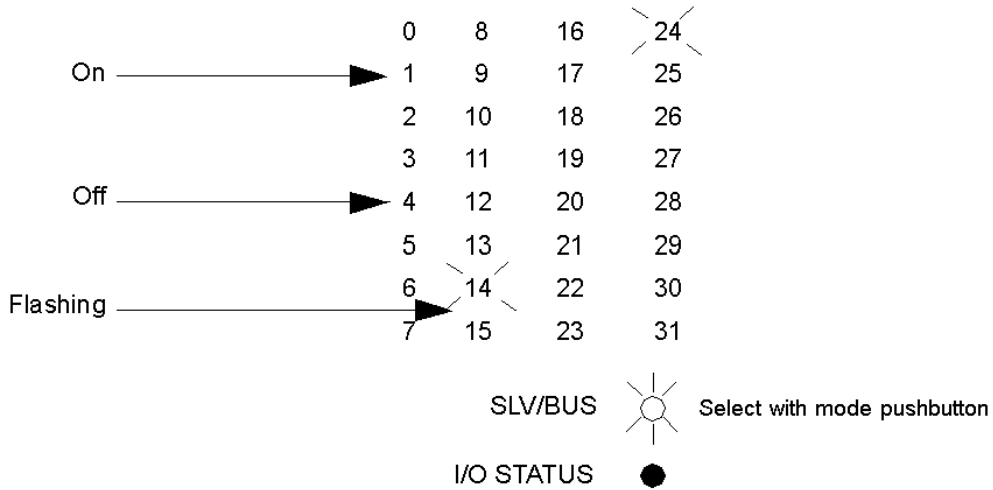 0 8 16 24
On 1 9 17 25
2 10 18 26
3 11 19 27
Off 4 12 20 28
5 13 21 29
6 14 22 30
Flashing
7 15 23 31
SLV/BUS Select with mode pushbutton
I/O STATUS